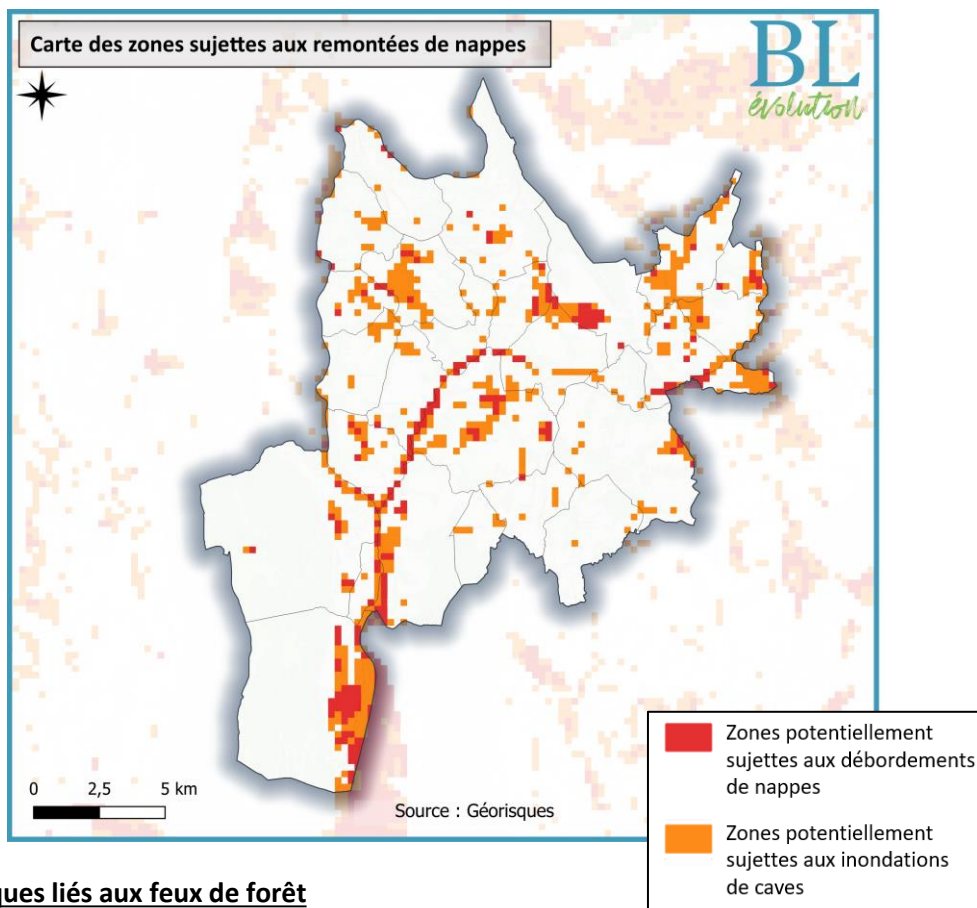 Carte des zones sujettes aux remontées de nappes
BL
évolution
0 2,5 5 km
Source : Géorisques
Zones potentiellement
sujettes aux débordements
de nappes
Zones potentiellement
sujettes aux inondations
de caves
ques liés aux feux de forêt